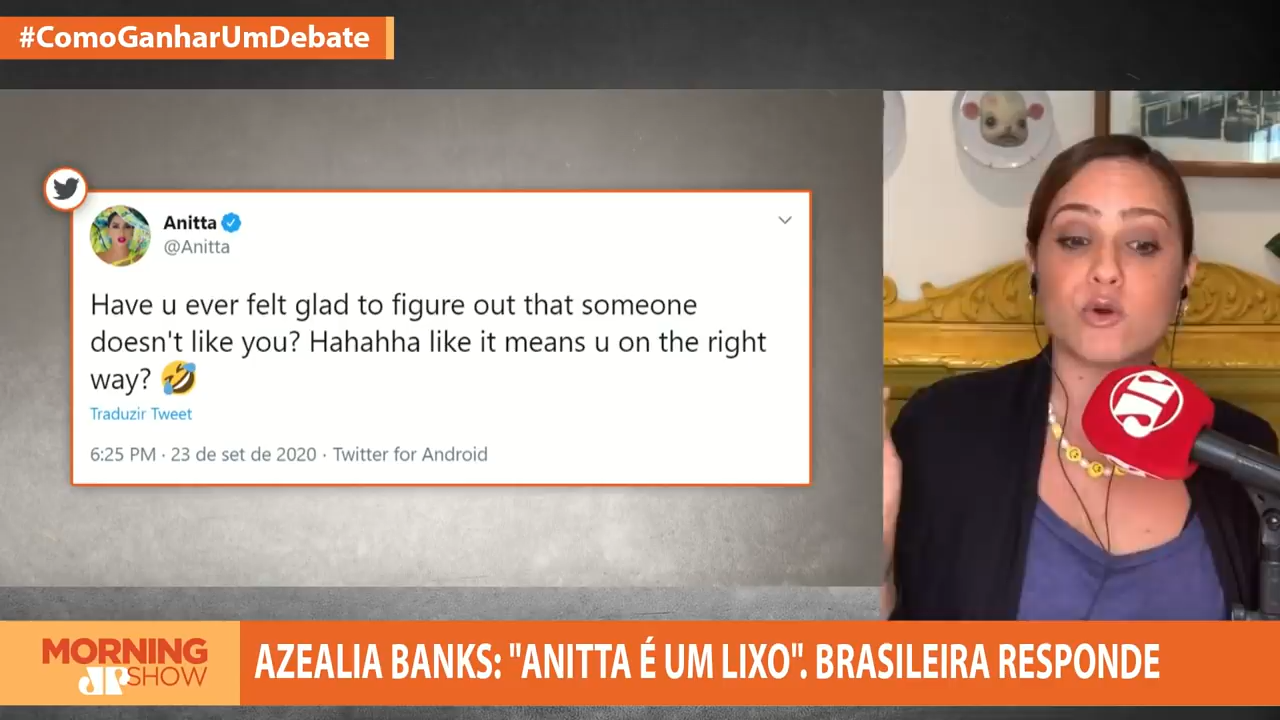 #ComoGanharUmDebate
Anitta
@Anitta
Have u ever felt glad to figure out that someone
doesn't like you? Hahahha like it means u on the right
way? 🤣
Traduzir Tweet
6:25 PM · 23 de set de 2020 · Twitter for Android
MORNING
JP SHOW
AZEALIA BANKS: "ANITTA É UM LIXO". BRASILEIRA RESPONDE